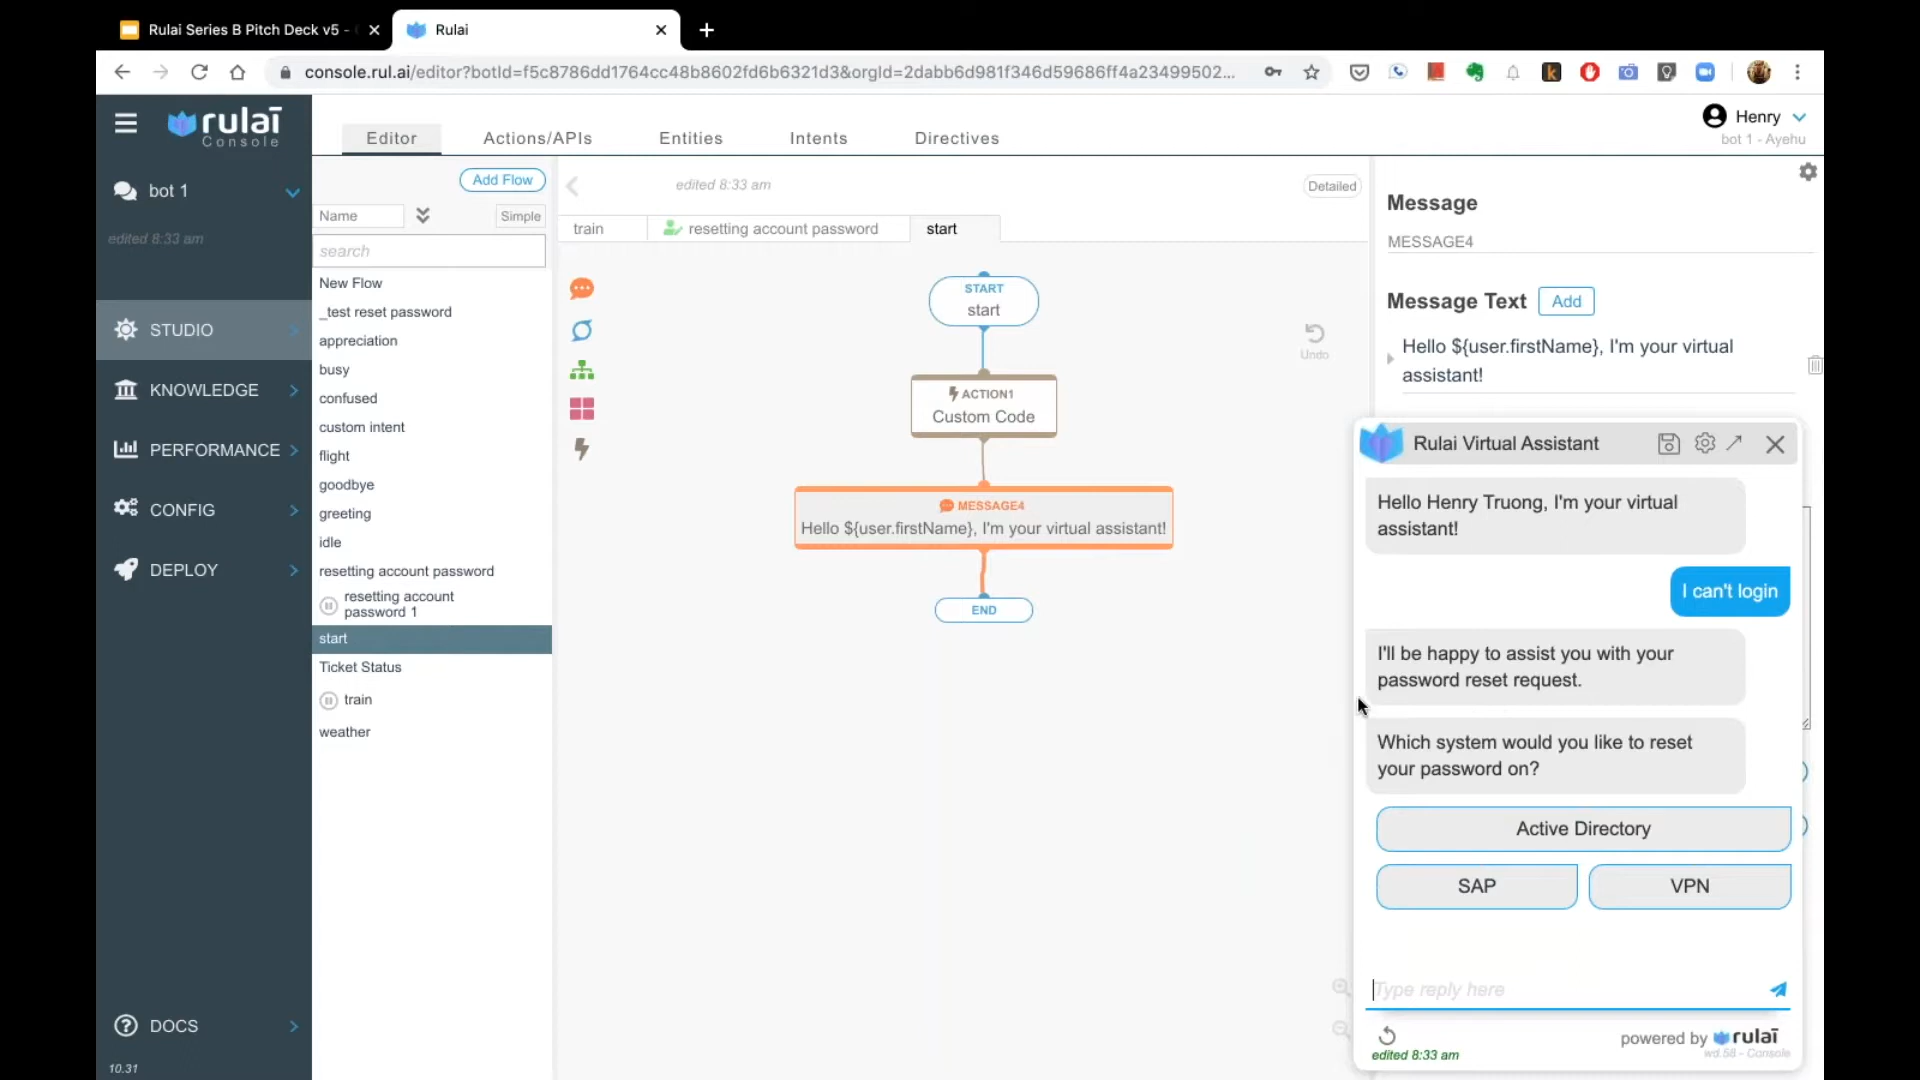 Rulai Series B Pitch Deck v5 -
Rulai
console.rul.ai/editor?botId=f5c8786dd1764cc48b8602fd6b6321d3&orgId=2dabb6d981f346d59686ff4a23499502...
rulai
Console
Editor
Actions/APIs
Entities
Intents
Directives
Henry
bot 1 - Ayehu
bot 1
edited 8:33 am
STUDIO
KNOWLEDGE
PERFORMANCE
CONFIG
DEPLOY
DOCS
10.31
Add Flow
Name
Simple
search
New Flow
_test reset password
appreciation
busy
confused
custom intent
flight
goodbye
greeting
idle
resetting account password
resetting account
password 1
start
Ticket Status
train
weather
edited 8:33 am
Detailed
train
resetting account password
start
START
start
ACTION1
Custom Code
MESSAGE4
Hello ${user.firstName}, I'm your virtual assistant!
END
Undo
Message
MESSAGE4
Message Text
Add
Hello ${user.firstName}, I'm your virtual
assistant!
Rulai Virtual Assistant
Hello Henry Truong, I'm your virtual
assistant!
I can't login
I'll be happy to assist you with your
password reset request.
Which system would you like to reset
your password on?
Active Directory
SAP
VPN
Type reply here
edited 8:33 am
powered by rulai
wd.58 - Console